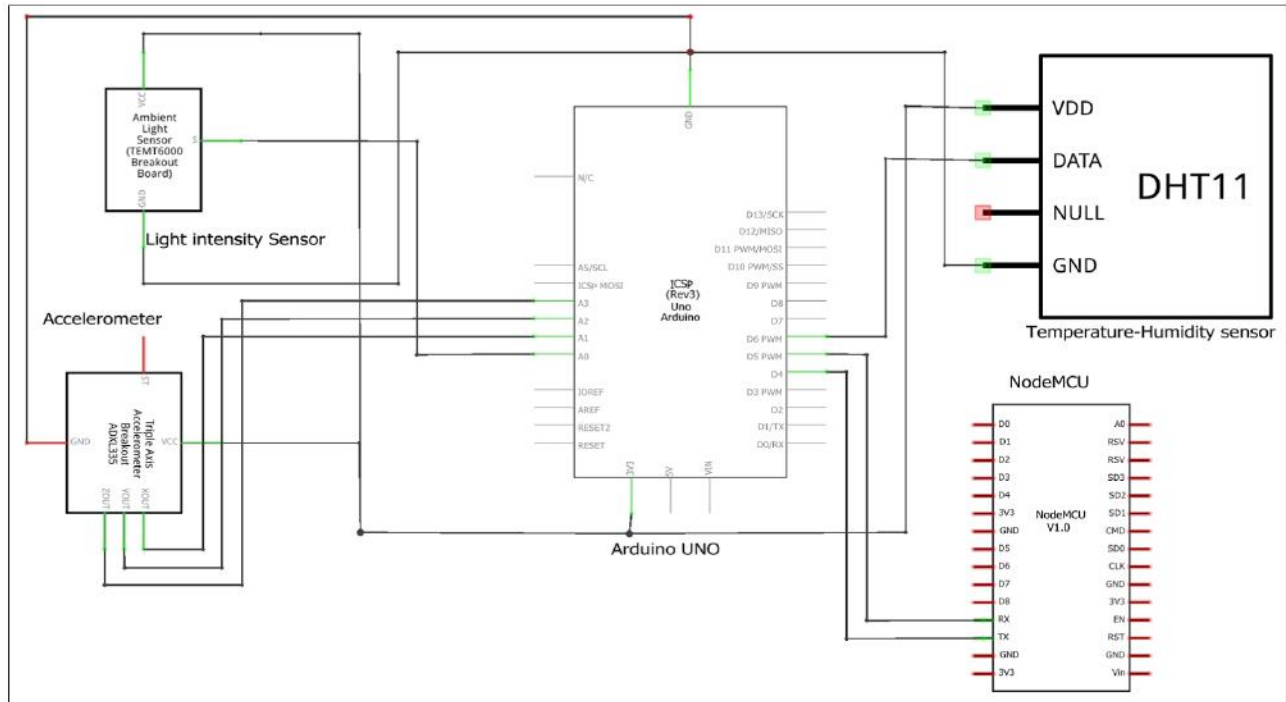 VCC
Ambient
Light
Sensor
(TEMT6000
Breakout
Board)
S
GND
Light intensity Sensor
Accelerometer
ST
GND
Triple Axis
Accelerometer
Breakout
ADXL335
VCC
ZOUT
YOUT
XOUT
GND
N/C
A5/SCL
ICSP MOSI
A3
A2
A1
A0
IOREF
AREF
RESET2
RESET
ICSP
(Rev3)
Uno
Arduino
D13/SCK
D12/MISO
D11 PWM/MOSI
D10 PWM/SS
D9 PWM
D8
D7
D6 PWM
D5 PWM
D4
D3 PWM
D2
D1/TX
D0/RX
3V3
5V
VIN
Arduino UNO
VDD
DATA
NULL
GND
DHT11
Temperature-Humidity sensor
NodeMCU
D0
D1
D2
D3
D4
3V3
GND
D5
D6
D7
D8
RX
TX
GND
3V3
NodeMCU
V1.0
A0
RSV
RSV
SD3
SD2
SD1
CMD
SD0
CLK
GND
3V3
EN
RST
GND
Vin